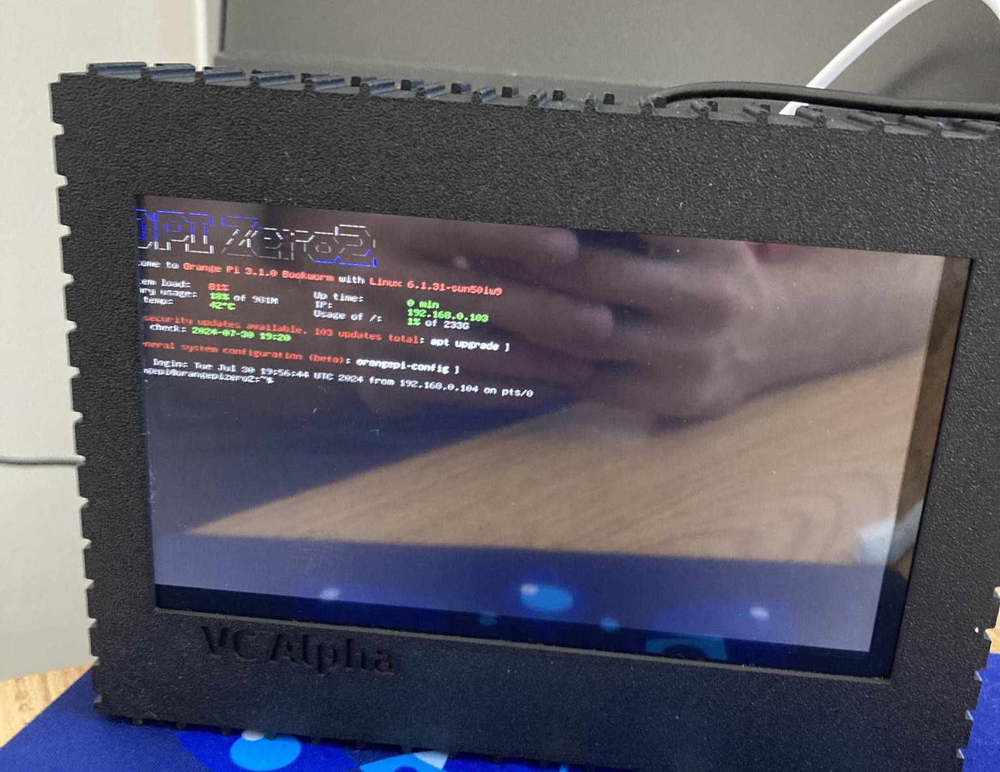 OPI Zero2
ome to Orange Pi 3.1.0 Bookworm with Linux 6.1.31-sun50iw9
em load: 81% Up time: 0 min
ry usage: 18% of 981M IP: 192.168.0.103
temp: 42°C Usage of /: 1% of 233G
security updates available, 103 updates total: apt upgrade ]
check: 2024-07-30 19:20
neral system configuration (beta): orangepi-config ]
login: Tue Jul 30 19:56:44 UTC 2024 from 192.168.0.104 on pts/0
ngepi@orangepizero2:~$
VC Alpha